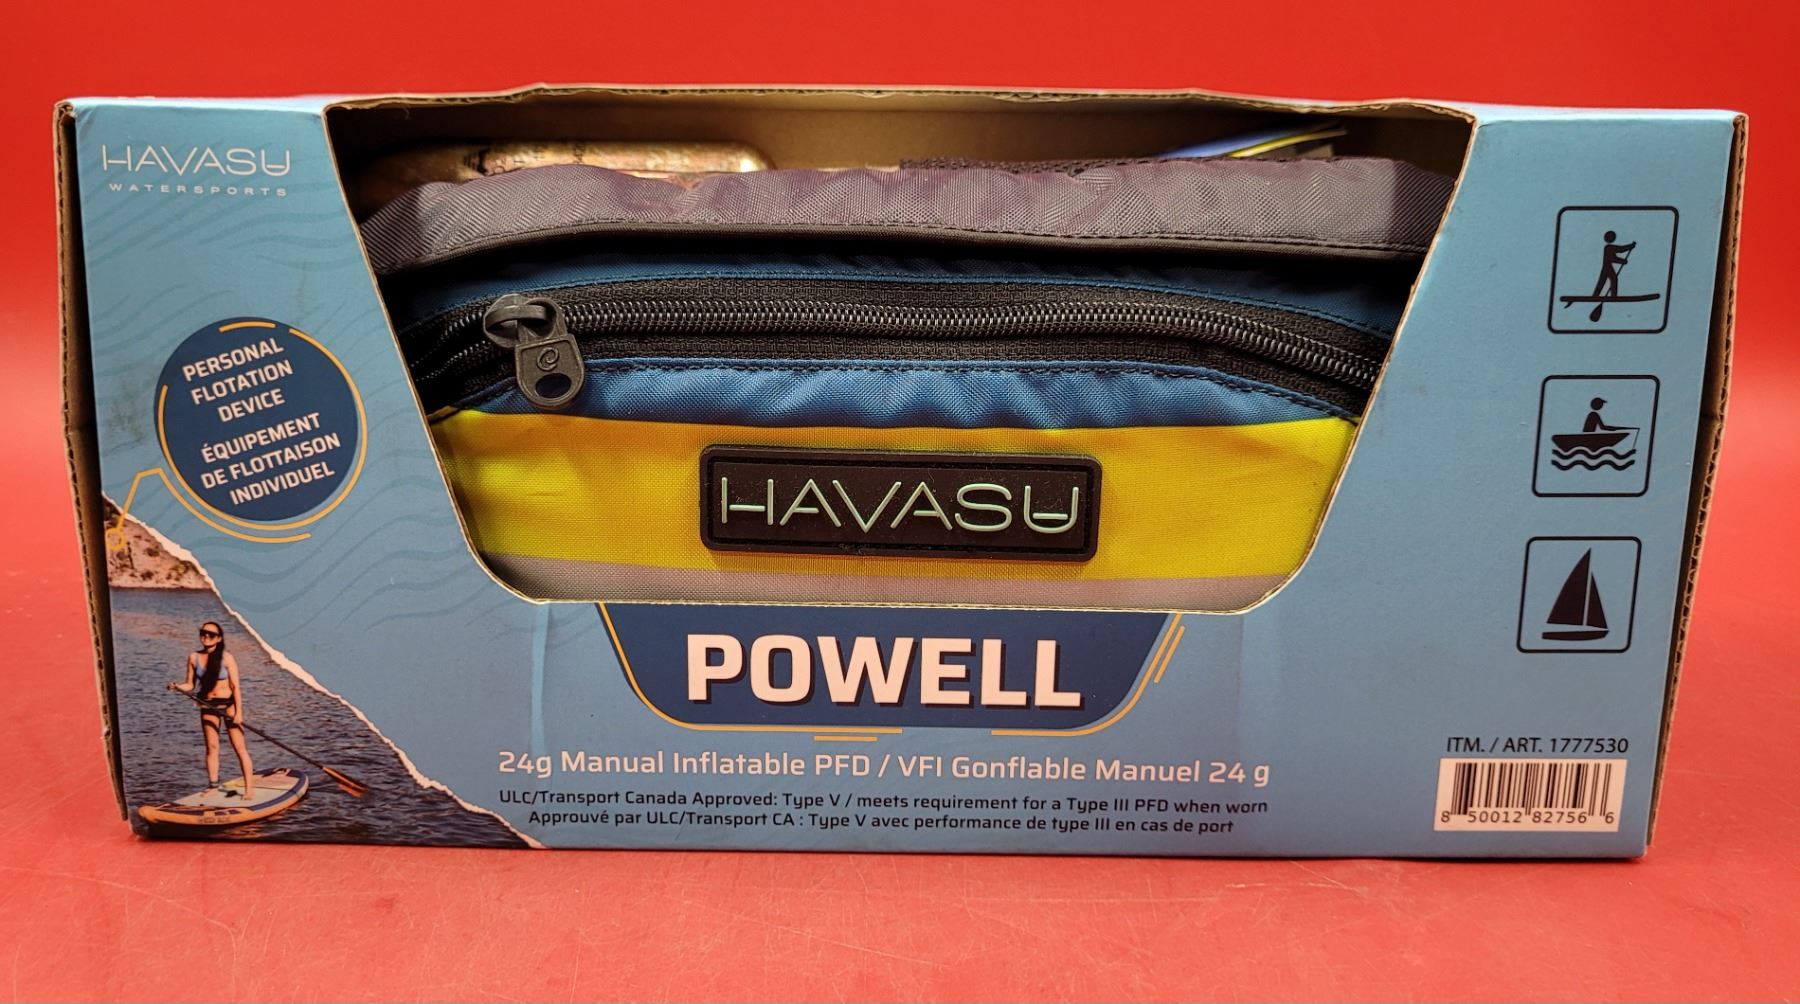 HAVASU
WATERSPORTS
PERSONAL
FLOTATION
DEVICE
ÉQUIPEMENT
DE FLOTTAISON
INDIVIDUEL
HAVASU
POWELL
24g Manual Inflatable PFD / VFI Gonflable Manuel 24 g
ULC/Transport Canada Approved: Type V / meets requirement for a Type III PFD when worn
Approuvé par ULC/Transport CA : Type V avec performance de type III en cas de port
ITM. / ART. 1777530
8 50012 82756 6